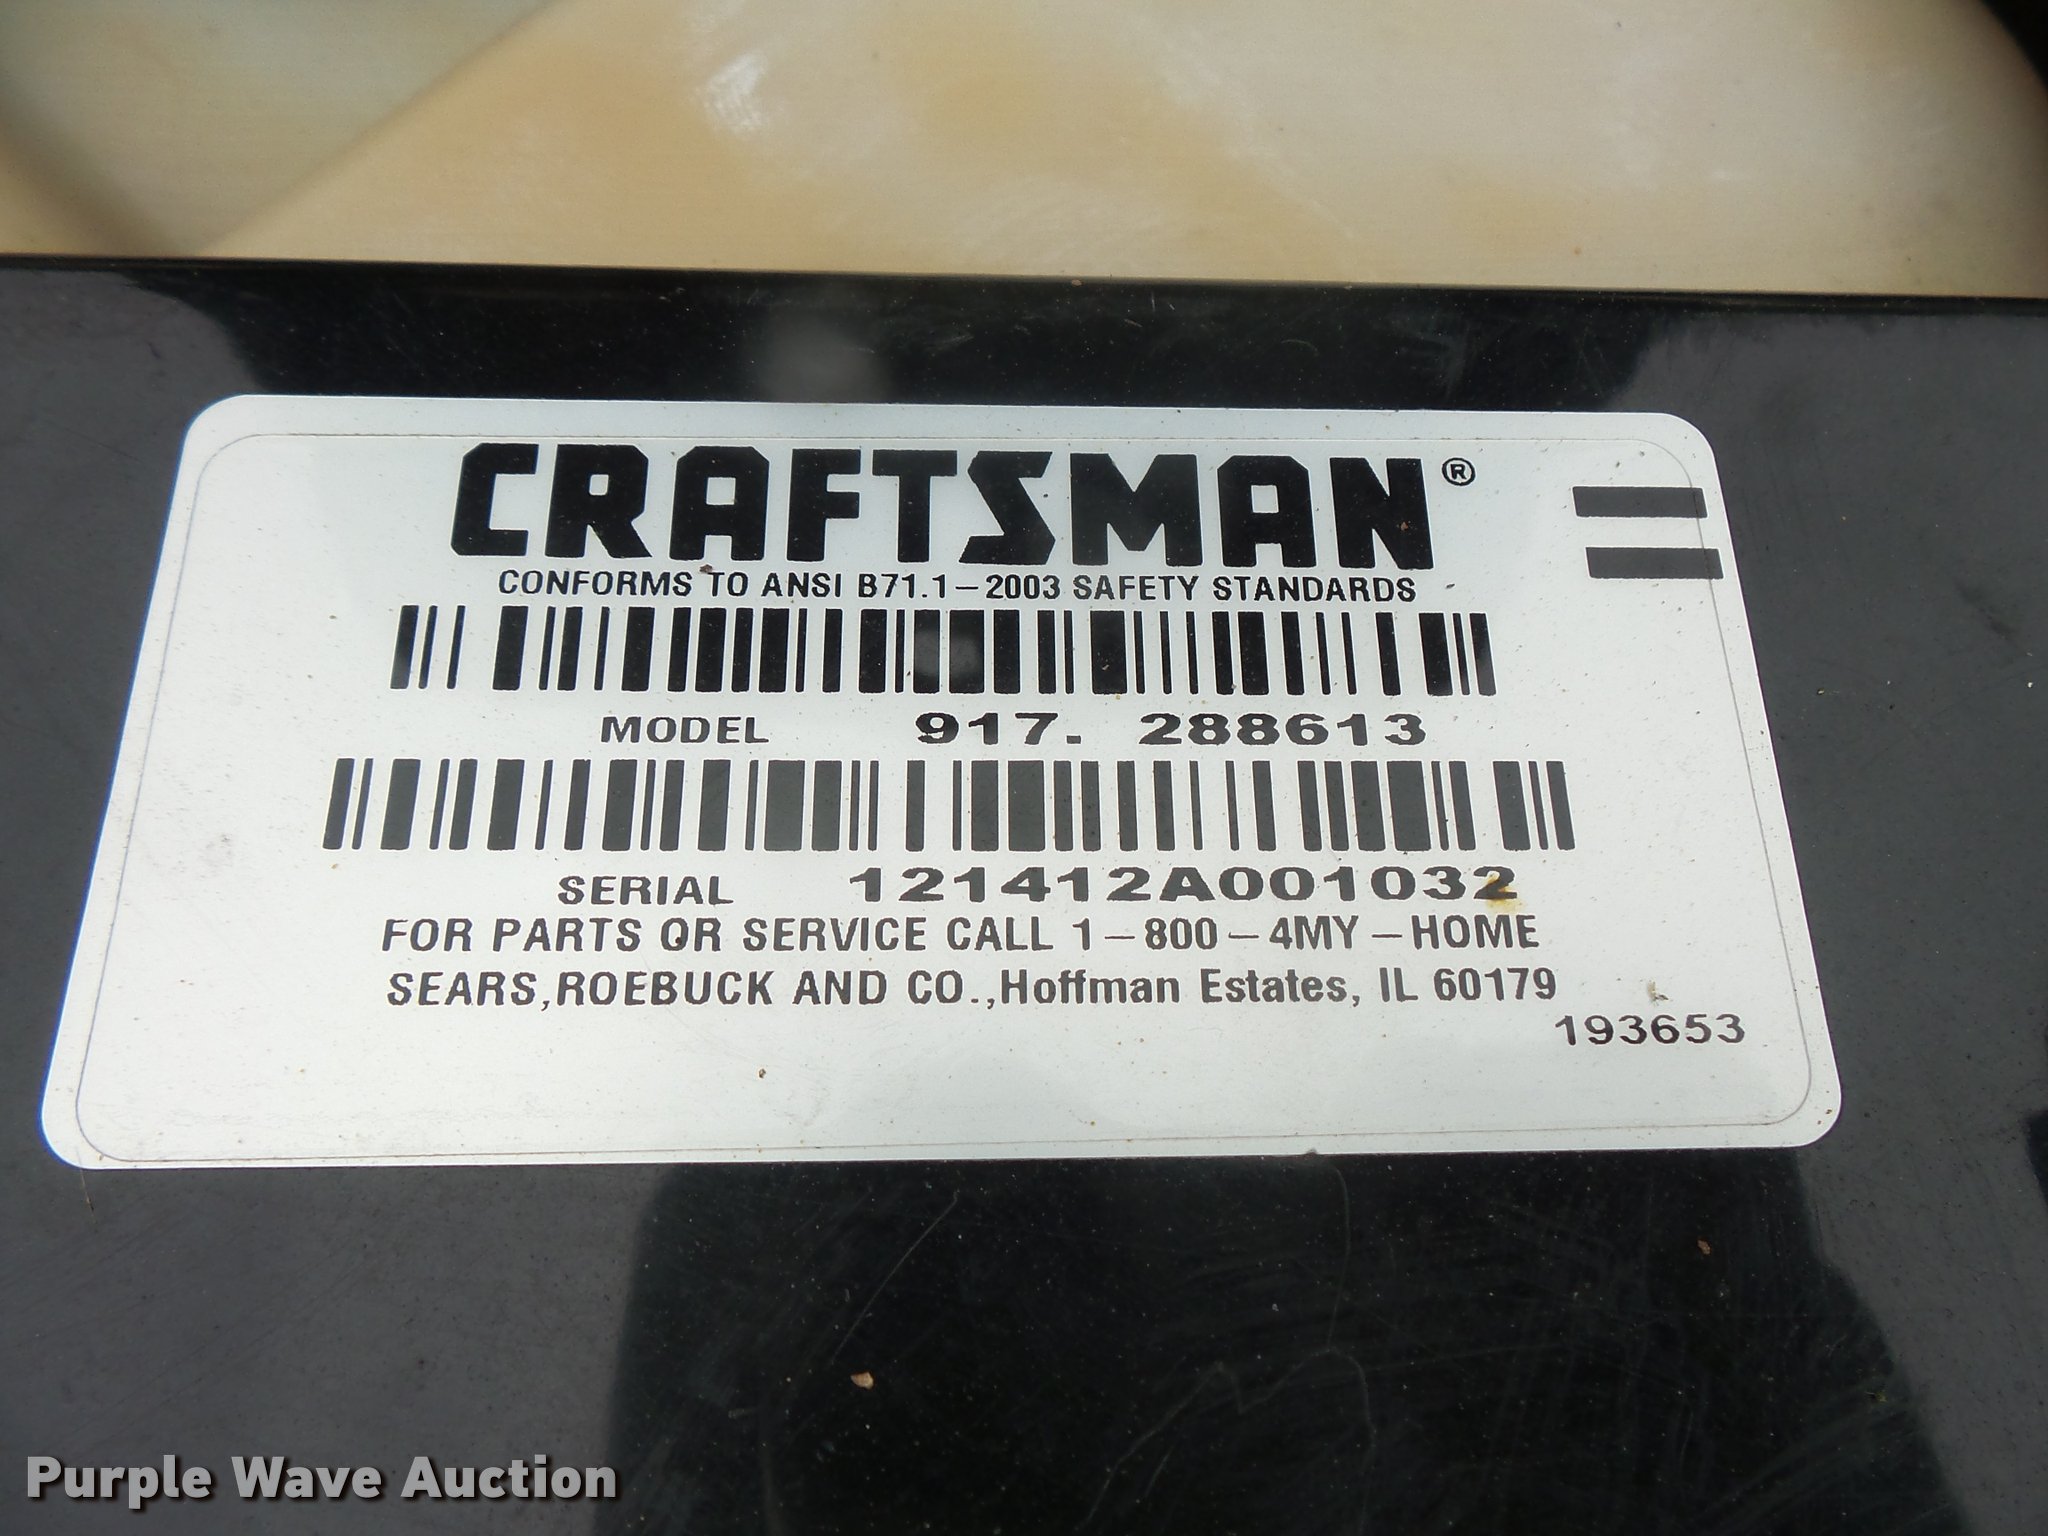 CRAFTSMAN®
CONFORMS TO ANSI B71.1-2003 SAFETY STANDARDS
MODEL 917. 288613
SERIAL 121412A001032
FOR PARTS OR SERVICE CALL 1-800-4MY-HOME
SEARS,ROEBUCK AND CO.,Hoffman Estates, IL 60179
193653
Purple Wave Auction